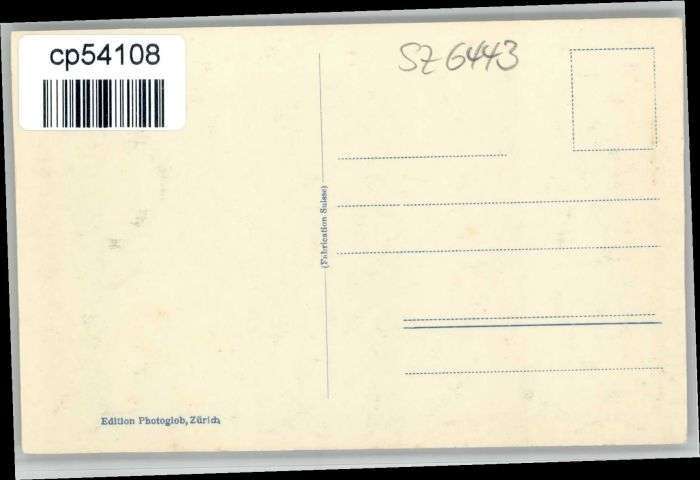 cp54108
SZ 6443
(Fabrication Suisse)
Edition Photoglob, Zürich